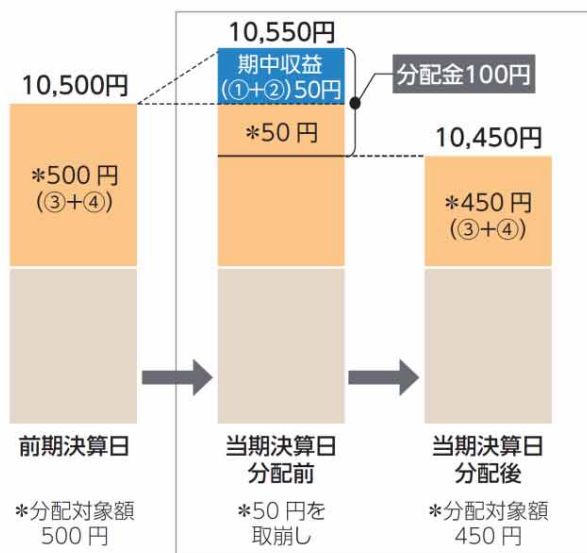 10,500円
*500 円
(③+④)
前期決算日
*分配対象額
500 円
10,550円
期中収益
(①+②)50円
*50 円
分配金100円
当期決算日
分配前
*50 円を
取崩し
10,450円
*450 円
(③+④)
当期決算日
分配後
*分配対象額
450 円